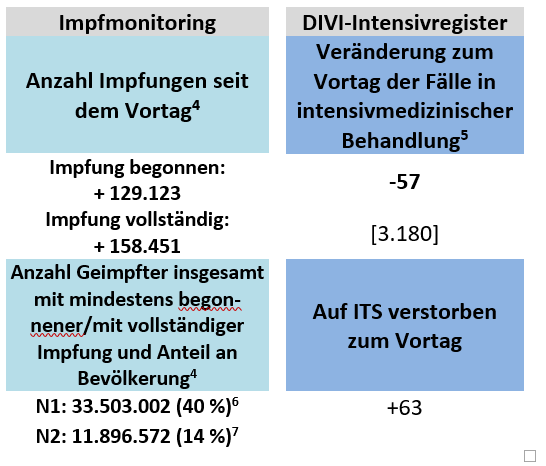 Impfmonitoring
Anzahl Impfungen seit
dem Vortag⁴
Impfung begonnen:
+ 129.123
Impfung vollständig:
+ 158.451
Anzahl Geimpfter insgesamt
mit mindestens begon-
nener/mit vollständiger
Impfung und Anteil an
Bevölkerung⁴
N1: 33.503.002 (40 %)⁶
N2: 11.896.572 (14 %)⁷
DIVI-Intensivregister
Veränderung zum
Vortag der Fälle in
intensivmedizinischer
Behandlung⁵
-57
[3.180]
Auf ITS verstorben
zum Vortag
+63